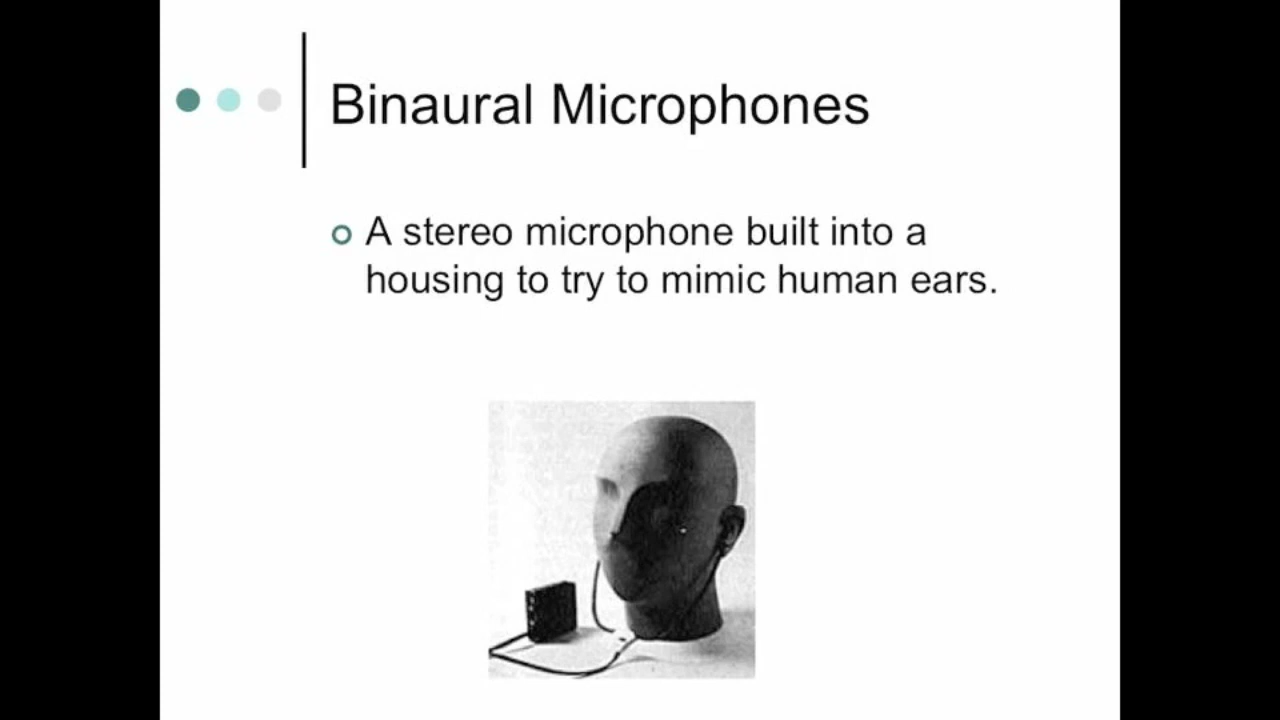 Binaural Microphones
A stereo microphone built into a
housing to try to mimic human ears.